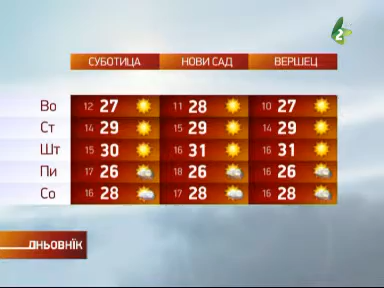 2
СУБОТИЦА НОВИ САД ВЕРШЕЦ
Во 12 27 11 28 10 27
Ст 14 29 15 29 14 29
Шт 15 30 16 31 16 31
Пи 17 26 18 26 16 26
Со 16 28 17 28 16 28
ДНЬОВНЇК